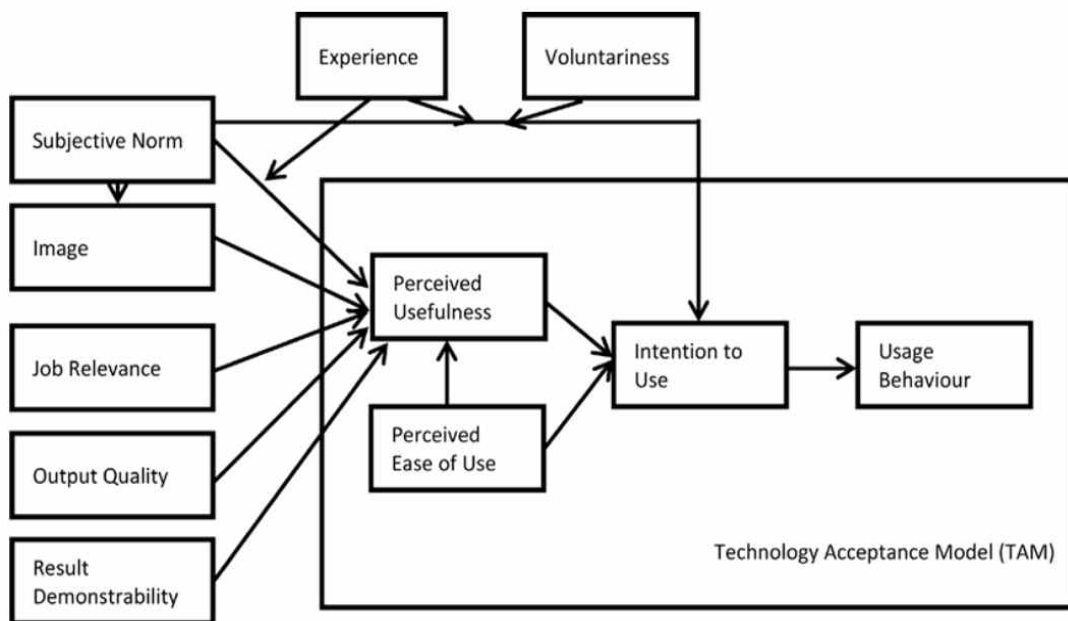 Experience
Voluntariness
Subjective Norm
Image
Perceived
Usefulness
Job Relevance
Intention to
Use
Usage
Behaviour
Perceived
Ease of Use
Output Quality
Result
Demonstrability
Technology Acceptance Model (TAM)